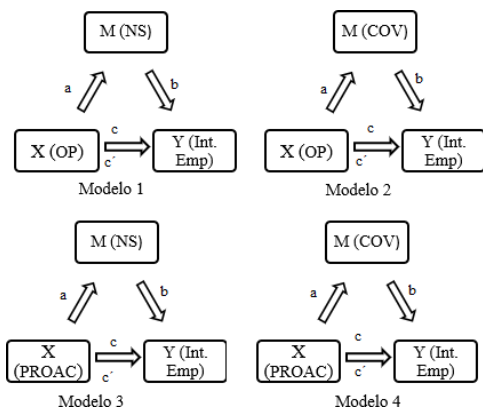 M (NS)
a
b
X (OP)
c
c´
Y (Int.
Emp)
Modelo 1
M (COV)
a
b
X (OP)
c
c´
Y (Int.
Emp)
Modelo 2
M (NS)
a
b
X
(PROAC)
c
c´
Y (Int.
Emp)
Modelo 3
M (COV)
a
b
X
(PROAC)
c
c´
Y (Int.
Emp)
Modelo 4